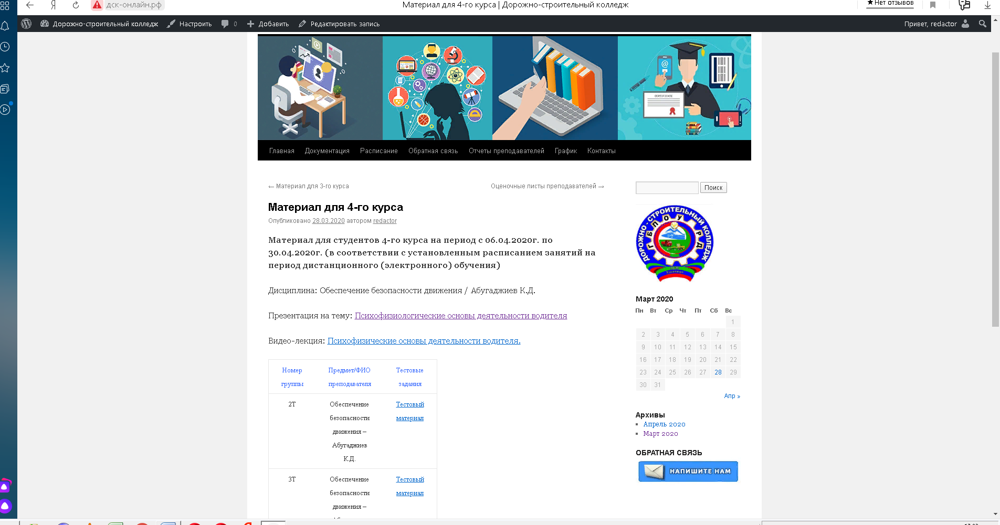 дск-онлайн.рф
Материал для 4-го курса | Дорожно-строительный колледж
★Нет отзывов
Дорожно-строительный колледж
Настроить
0
Добавить
Редактировать запись
Привет, redactor
CERTIFICATE
Главная
Документация
Расписание
Обратная связь
Отчеты преподавателей
График
Контакты
← Материал для 3-го курса
Оценочные листы преподавателей →
Поиск
Материал для 4-го курса
Опубликовано 28.03.2020 автором redactor
Материал для студентов 4-го курса на период с 06.04.2020г. по
30.04.2020г. (в соответствии с установленным расписанием занятий на
период дистанционного (электронного) обучения)
Дисциплина: Обеспечение безопасности движения / Абугаджиев К.Д.
Презентация на тему: Психофизиологические основы деятельности водителя
Видео-лекция: Психофизические основы деятельности водителя.
Номер
группы
Предмет/ФИО
преподавателя
Тестовые
задания
2Т
Обеспечение
безопасности
движения –
Абугаджиев
К.Д.
Тестовый
материал
3Т
Обеспечение
безопасности
движения –
Тестовый
материал
ДОРОЖНО-СТРОИТЕЛЬНЫЙ КОЛЛЕДЖ
ГБПОУ РД
Март 2020
Пн Вт Ср Чт Пт Сб Вс
1
2 3 4 5 6 7 8
9 10 11 12 13 14 15
16 17 18 19 20 21 22
23 24 25 26 27 28 29
30 31
Апр »
Архивы
Апрель 2020
Март 2020
ОБРАТНАЯ СВЯЗЬ
НАПИШИТЕ НАМ